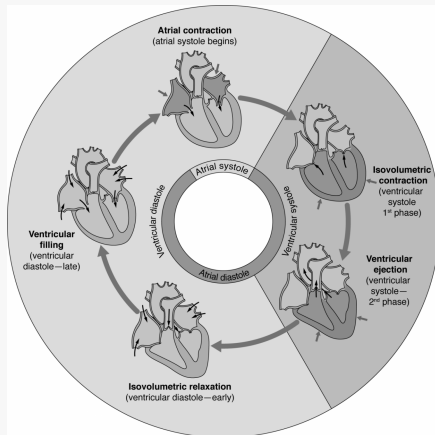 Atrial contraction
(atrial systole begins)
Isovolumetric
contraction
(ventricular
systole
1st phase)
Ventricular
ejection
(ventricular
systole—
2nd phase)
Isovolumetric relaxation
(ventricular diastole—early)
Ventricular
filling
(ventricular
diastole—late)
Atrial systole
Ventricular systole
Atrial diastole
Ventricular diastole